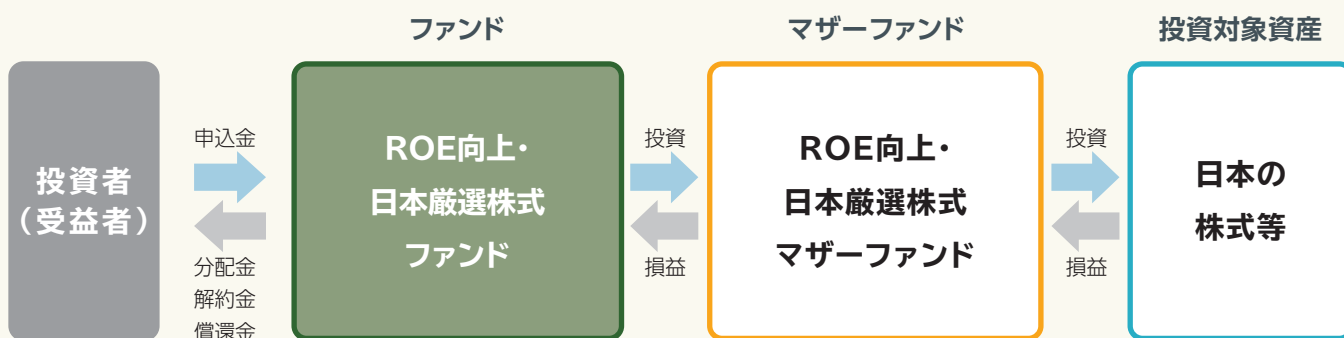 ファンド
マザーファンド
投資対象資産
投資者
（受益者）
申込金
分配金
解約金
償還金
ROE向上・
日本厳選株式
ファンド
投資
損益
ROE向上・
日本厳選株式
マザーファンド
投資
損益
日本の
株式等